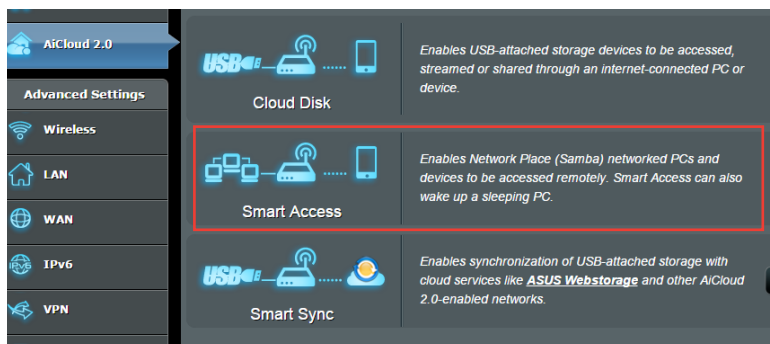 AiCloud 2.0
Advanced Settings
Wireless
LAN
WAN
IPv6
IPv6
VPN
USB
Cloud Disk
Enables USB-attached storage devices to be accessed,
streamed or shared through an internet-connected PC or
device.
Smart Access
Enables Network Place (Samba) networked PCs and
devices to be accessed remotely. Smart Access can also
wake up a sleeping PC.
USB
Smart Sync
Enables synchronization of USB-attached storage with
cloud services like ASUS Webstorage and other AiCloud
2.0-enabled networks.